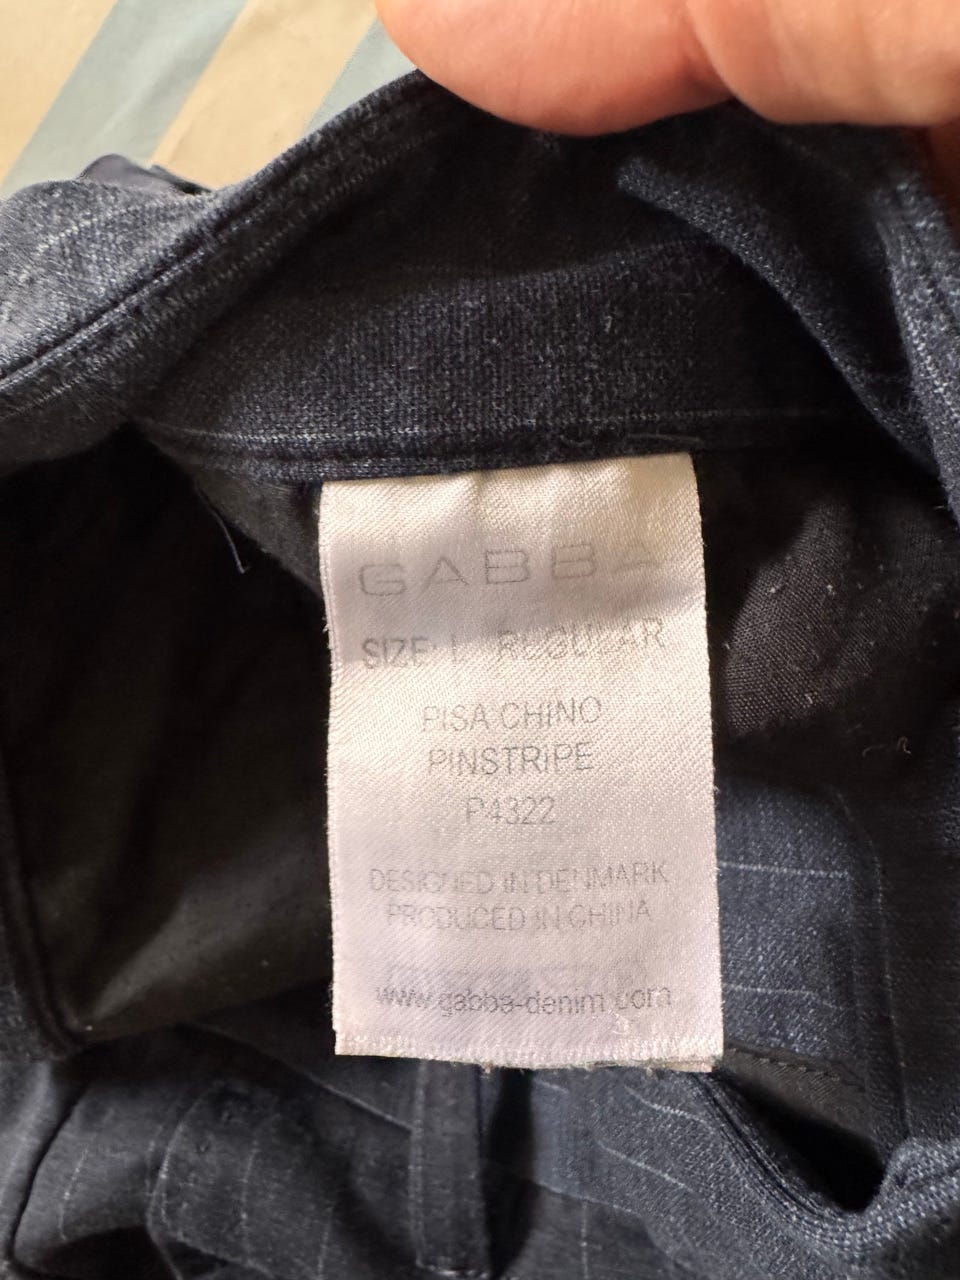 GABBA
SIZE: L REGULAR
PISA CHINO
PINSTRIPE
P4322
DESIGNED IN DENMARK
PRODUCED IN CHINA
www.gabba-denim.com